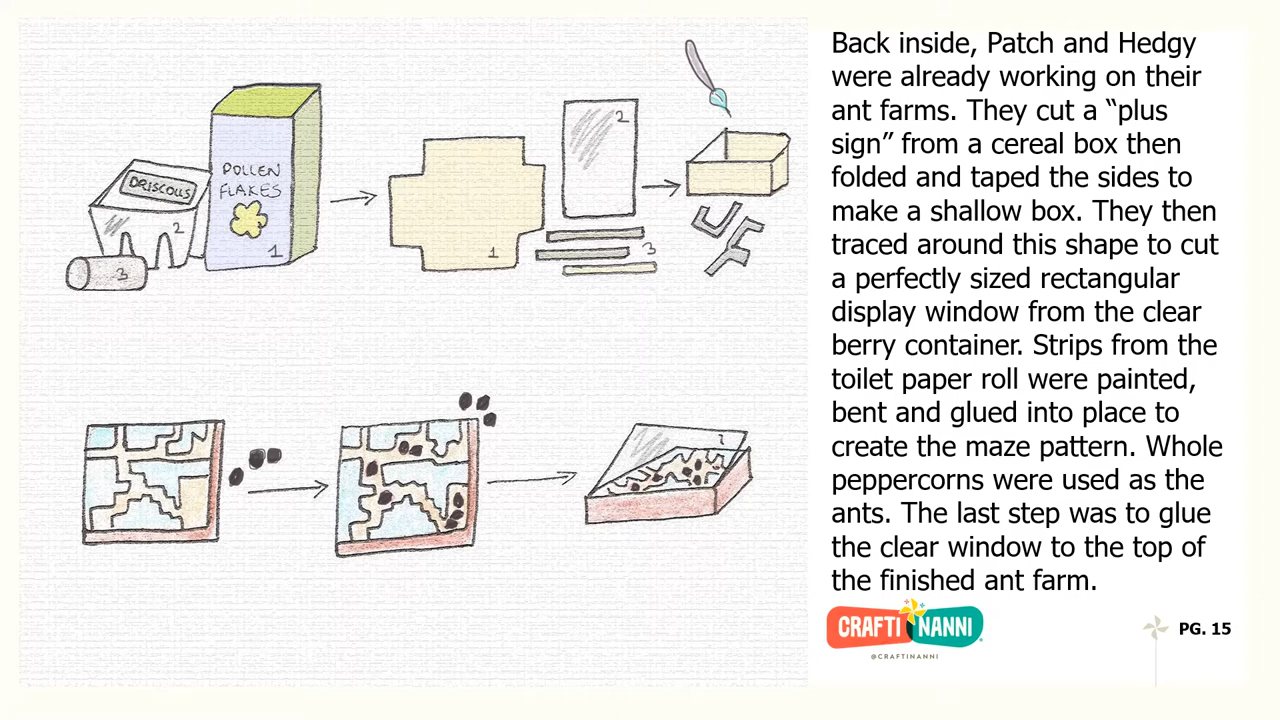 DRISCOLLS
2
3
POLLEN
FLAKES
1
1
2
3
2
Back inside, Patch and Hedgy
were already working on their
ant farms. They cut a “plus
sign” from a cereal box then
folded and taped the sides to
make a shallow box. They then
traced around this shape to cut
a perfectly sized rectangular
display window from the clear
berry container. Strips from the
toilet paper roll were painted,
bent and glued into place to
create the maze pattern. Whole
peppercorns were used as the
ants. The last step was to glue
the clear window to the top of
the finished ant farm.
CRAFTI NANNI
@CRAFTINANNI
PG. 15